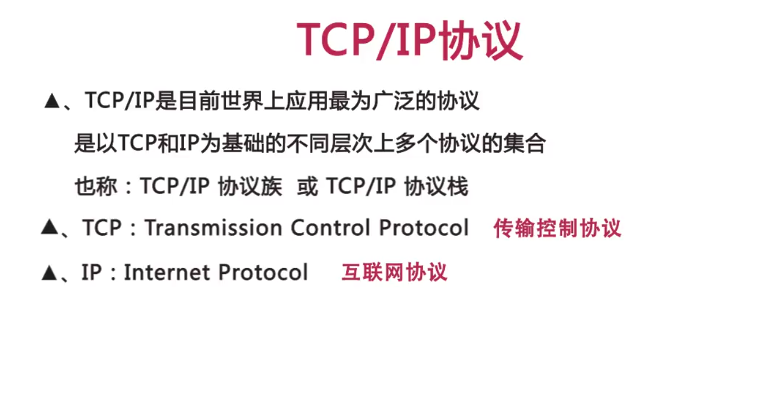 TCP/IP协议
▲、TCP/IP是目前世界上应用最为广泛的协议
是以TCP和IP为基础的不同层次上多个协议的集合
也称：TCP/IP 协议族 或 TCP/IP 协议栈
▲、TCP：Transmission Control Protocol 传输控制协议
▲、IP：Internet Protocol 互联网协议